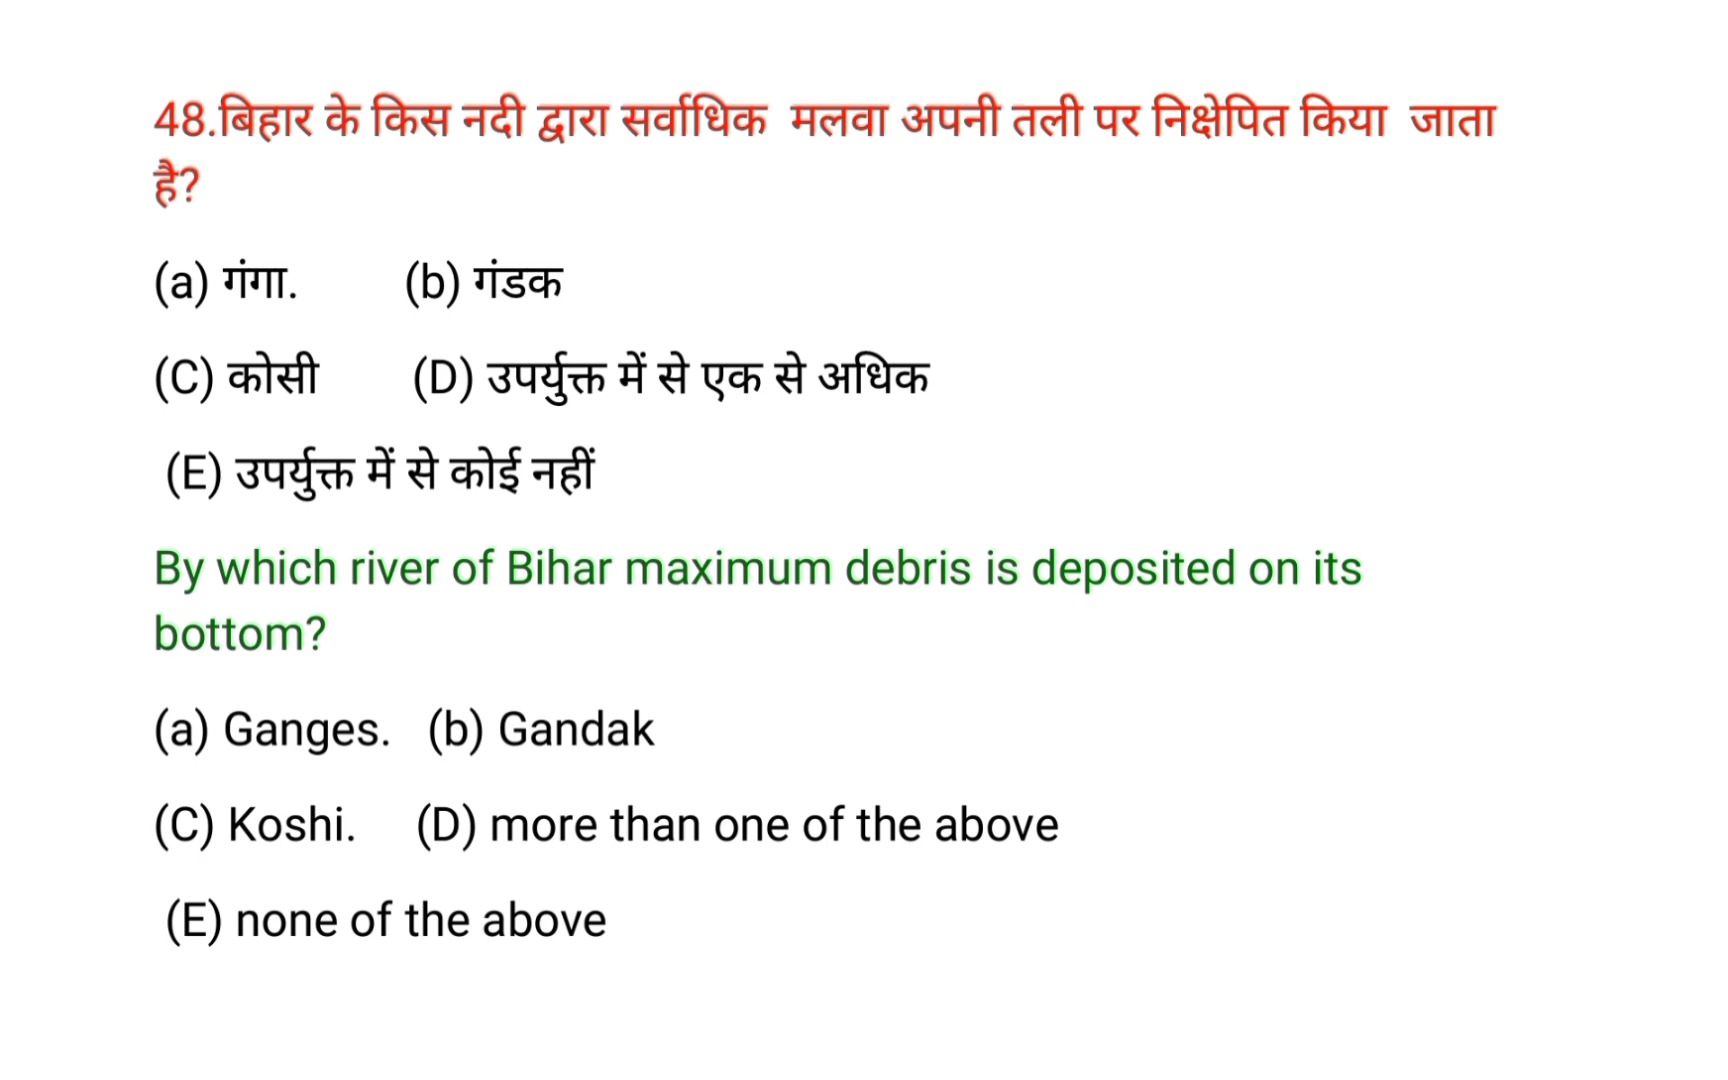 48.बिहार के किस नदी द्वारा सर्वाधिक मलवा अपनी तली पर निक्षेपित किया जाता
है?
(a) गंगा. (b) गंडक
(C) कोसी (D) उपर्युक्त में से एक से अधिक
(E) उपर्युक्त में से कोई नहीं
By which river of Bihar maximum debris is deposited on its
bottom?
(a) Ganges. (b) Gandak
(C) Koshi. (D) more than one of the above
(E) none of the above